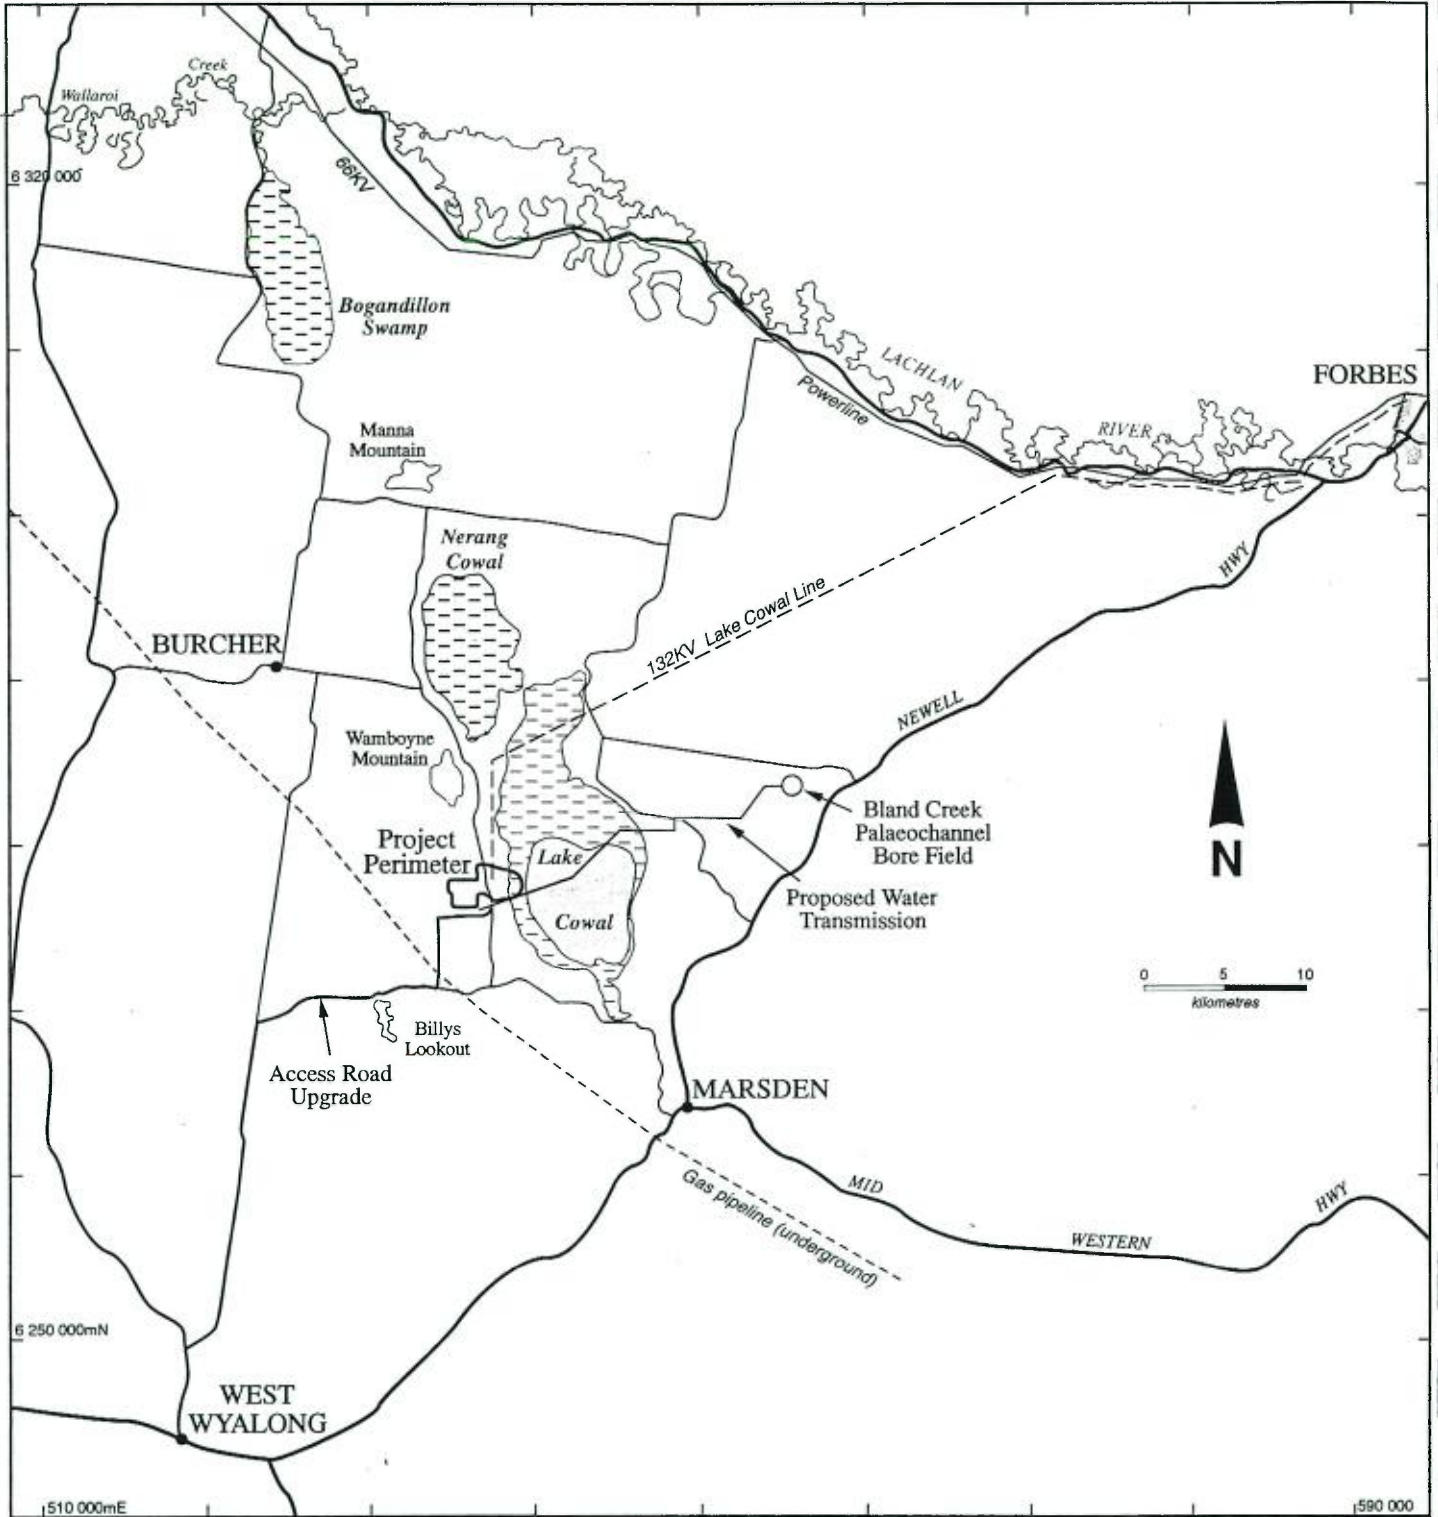 Creek
Wallaroi
6 320 000
66KV
Bogandillon
Swamp
LACHLAN
FORBES
Powerline
RIVER
Manna
Mountain
Nerang
Cowal
HWY
132KV Lake Cowal Line
BURCHER
NEWELL
Wamboyne
Mountain
Bland Creek
Palaeochannel
Bore Field
Project
Perimeter
Lake
N
Proposed Water
Transmission
Cowal
0 5 10
kilometres
Billys
Lookout
Access Road
Upgrade
MARSDEN
Gas pipeline (underground)
MID
WESTERN
HWY
6 250 000mN
WEST
WYALONG
510 000mE
590 000